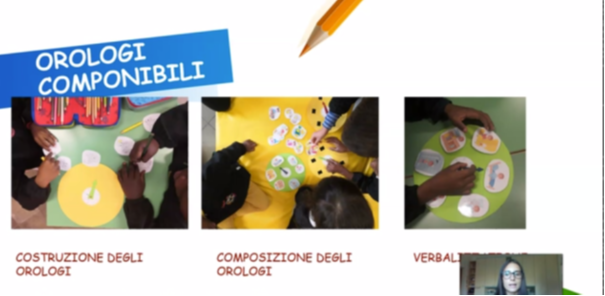 OROLOGI
COMPONIBILI
COSTRUZIONE DEGLI
OROLOGI
COMPOSIZIONE DEGLI
OROLOGI